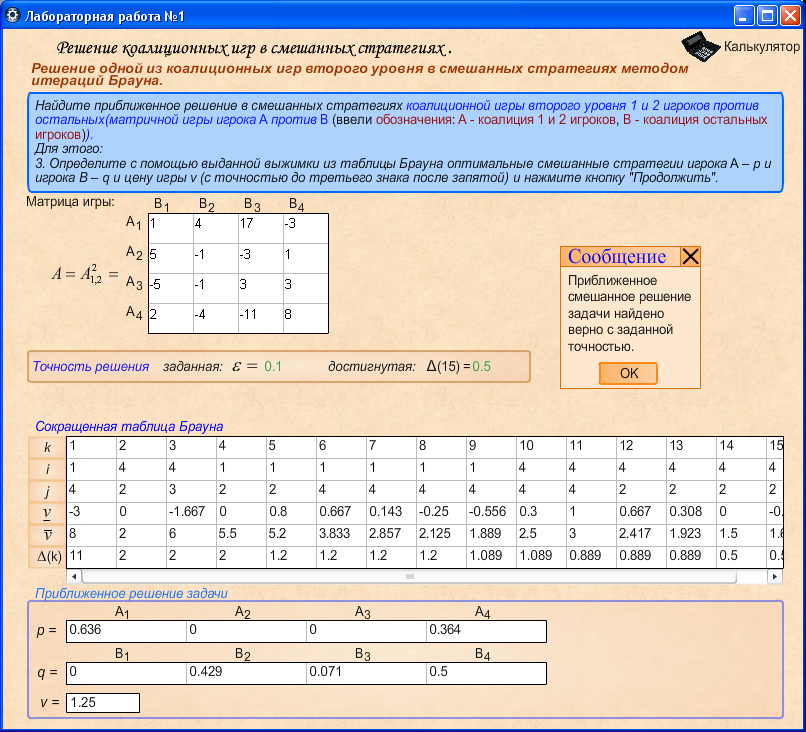 Лабораторная работа №1
Решение коалиционных игр в смешанных стратегиях .
Калькулятор
Решение одной из коалиционных игр второго уровня в смешанных стратегиях методом
итераций Брауна.
Найдите приближенное решение в смешанных стратегиях коалиционной игры второго уровня 1 и 2 игроков против
остальных(матричной игры игрока A против B (ввели обозначения: A - коалиция 1 и 2 игроков, B - коалиция остальных
игроков)).
Для этого:
3. Определите с помощью выданной выжимки из таблицы Брауна оптимальные смешанные стратегии игрока A – p и
игрока B – q и цену игры v (с точностью до третьего знака после запятой) и нажмите кнопку "Продолжить".
Матрица игры:
B1 B2 B3 B4
A1 1 4 17 -3
A2 5 -1 -3 1
A = A²1,2 =
A3 -5 -1 3 3
A4 2 -4 -11 8
Сообщение
Приближенное
смешанное решение
задачи найдено
верно с заданной
точностью.
OK
Точность решения заданная: ε = 0.1 достигнутая: Δ(15) = 0.5
Сокращенная таблица Брауна
k 1 2 3 4 5 6 7 8 9 10 11 12 13 14 15
i 1 4 4 1 1 1 1 1 1 4 4 4 4 4 4
j 4 2 3 2 2 4 4 4 4 4 4 2 2 2 2
v -3 0 -1.667 0 0.8 0.667 0.143 -0.25 -0.556 0.3 1 0.667 0.308 0 -0.
v 8 2 6 5.5 5.2 3.833 2.857 2.125 1.889 2.5 3 2.417 1.923 1.5 1.6
Δ(k) 11 2 2 2 1.2 1.2 1.2 1.2 1.089 1.089 0.889 0.889 0.889 0.5 0.5
Приближенное решение задачи
A1 A2 A3 A4
p = 0.636 0 0 0.364
B1 B2 B3 B4
q = 0 0.429 0.071 0.5
v = 1.25